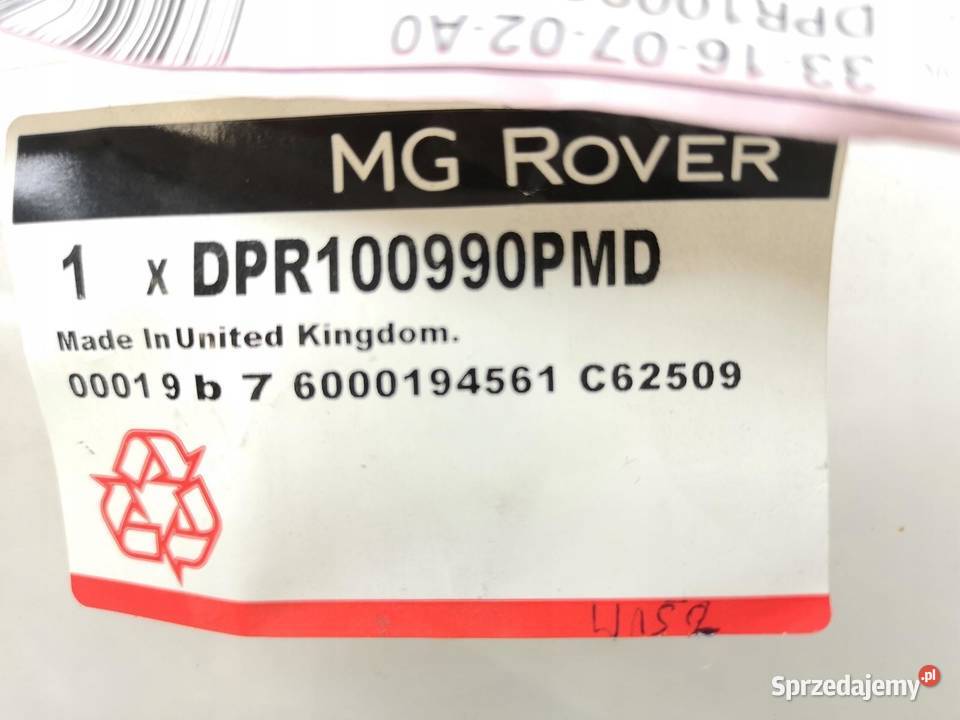 33-16-07-02-A0
MG ROVER
1 x DPR100990PMD
Made In United Kingdom.
00019 b 7 6000194561 C62509
Sprzedajemy.pl